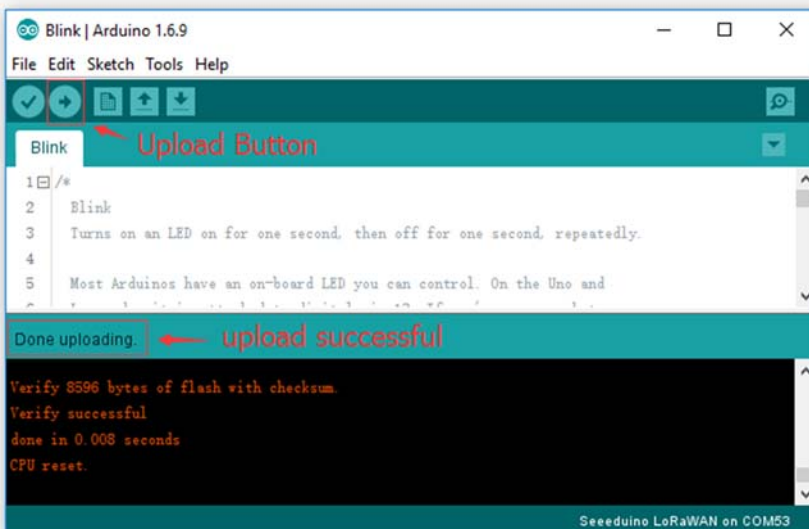 Blink | Arduino 1.6.9
File Edit Sketch Tools Help
Upload Button
Blink
1 /*
2 Blink
3 Turns on an LED on for one second, then off for one second, repeatedly.
4
5 Most Arduinos have an on-board LED you can control. On the Uno and
Done uploading.
upload successful
Verify 8596 bytes of flash with checksum.
Verify successful
done in 0.008 seconds
CPU reset.
Seeeduino LoRaWAN on COM53